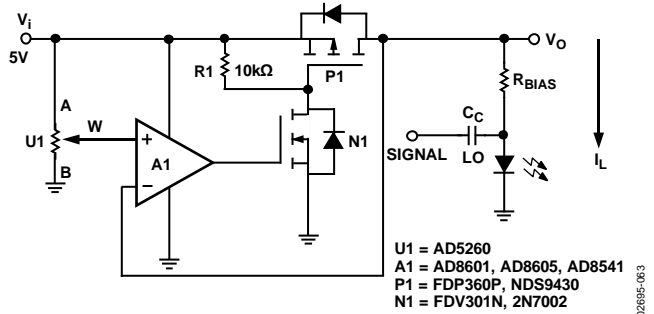 Vi
5V
A
U1
W
B
+
−
A1
R1
10kΩ
P1
N1
VO
RBIAS
CC
SIGNAL
LO
IL
U1 = AD5260
A1 = AD8601, AD8605, AD8541
P1 = FDP360P, NDS9430
N1 = FDV301N, 2N7002
02695-063